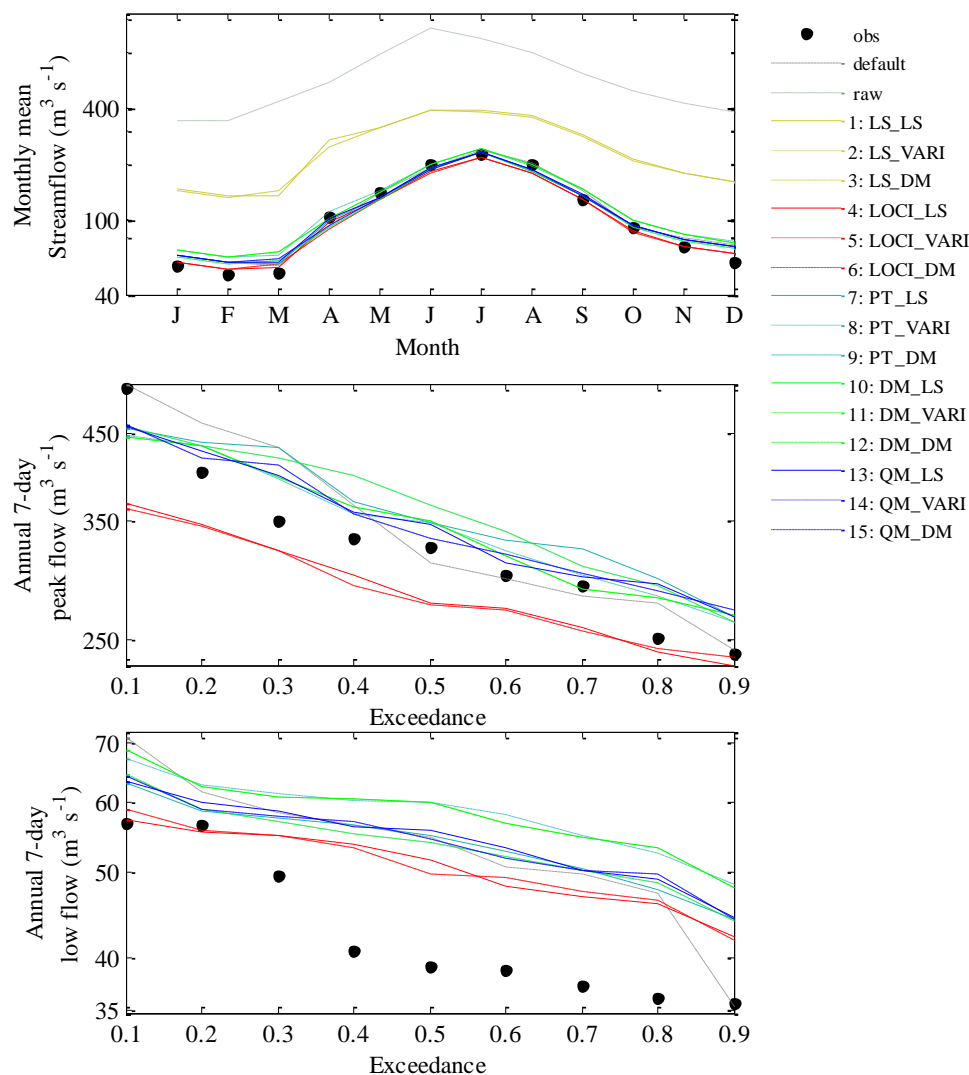 Monthly mean
Streamflow (m³ s⁻¹)
400
100
40
J F M A M J J A S O N D
Month
obs
default
raw
1: LS_LS
2: LS_VARI
3: LS_DM
4: LOCI_LS
5: LOCI_VARI
6: LOCI_DM
7: PT_LS
8: PT_VARI
9: PT_DM
10: DM_LS
11: DM_VARI
12: DM_DM
13: QM_LS
14: QM_VARI
15: QM_DM
Annual 7-day
peak flow (m³ s⁻¹)
450
350
250
0.1 0.2 0.3 0.4 0.5 0.6 0.7 0.8 0.9
Exceedance
Annual 7-day
low flow (m³ s⁻¹)
70
60
50
40
35
0.1 0.2 0.3 0.4 0.5 0.6 0.7 0.8 0.9
Exceedance